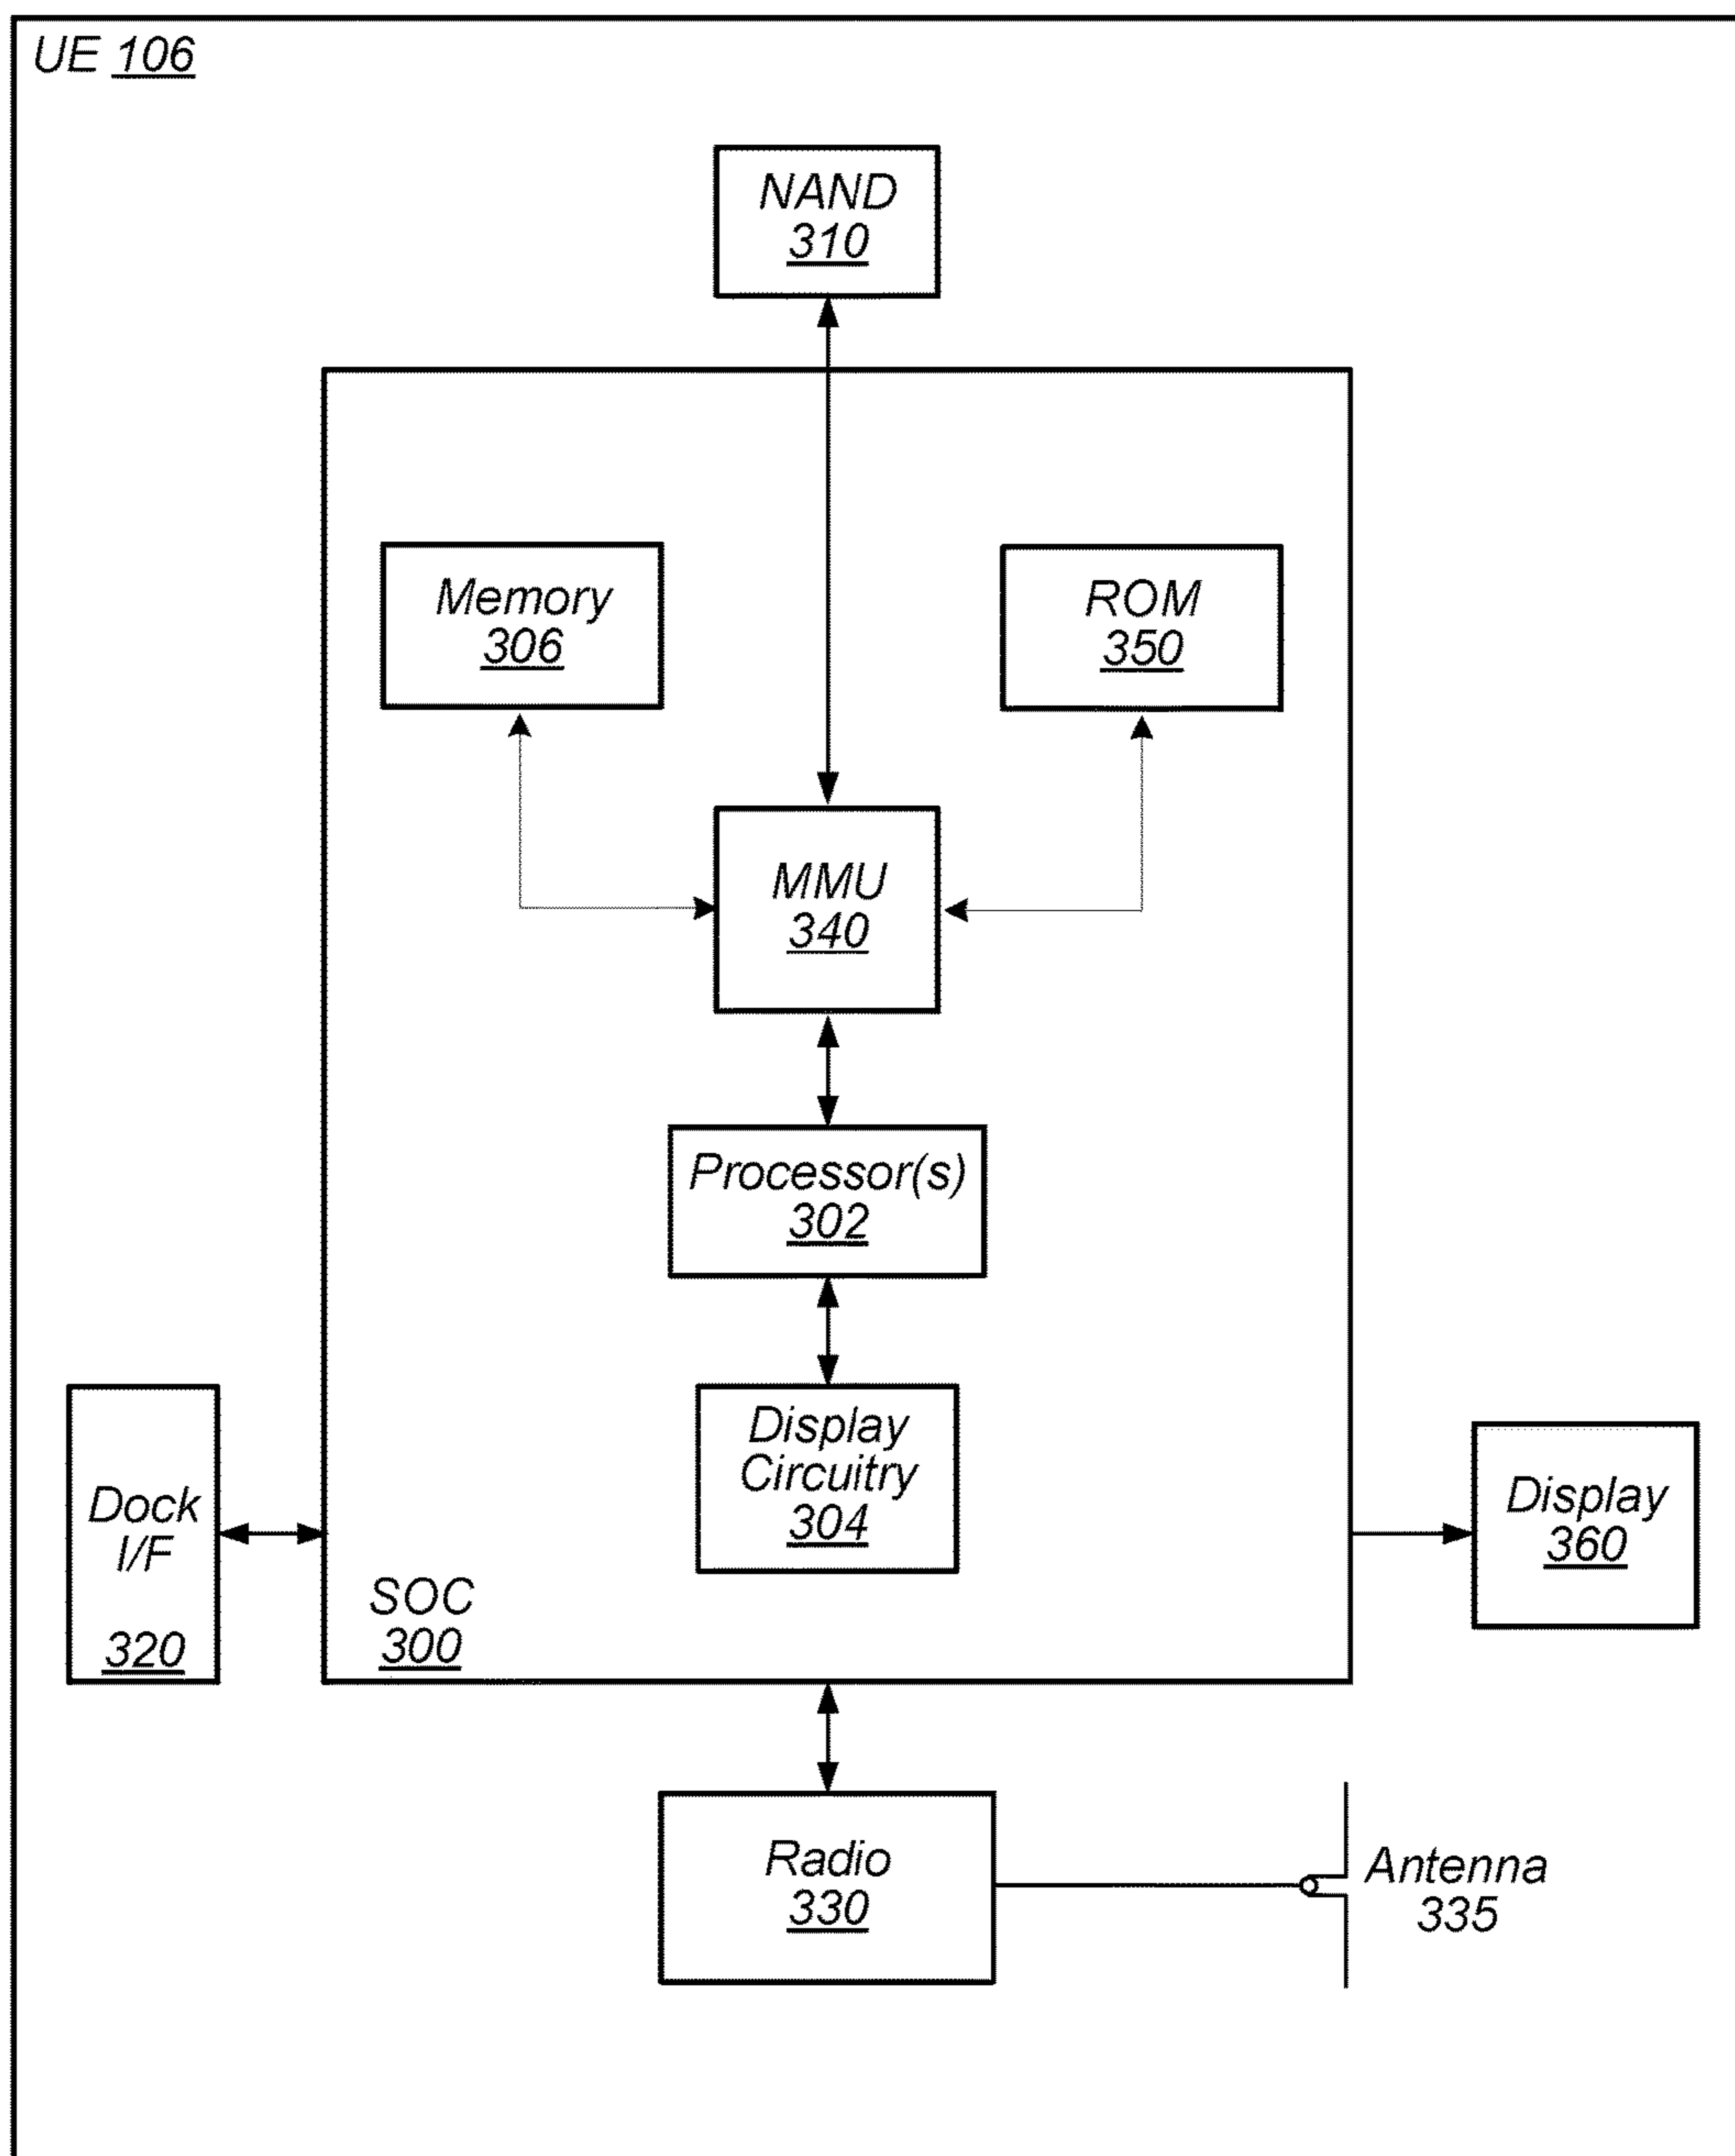 UE 106
NAND
310
Memory
306
ROM
350
MMU
340
Processor(s)
302
Display
Circuitry
304
Dock
I/F
320
SOC
300
Display
360
Radio
330
Antenna
335